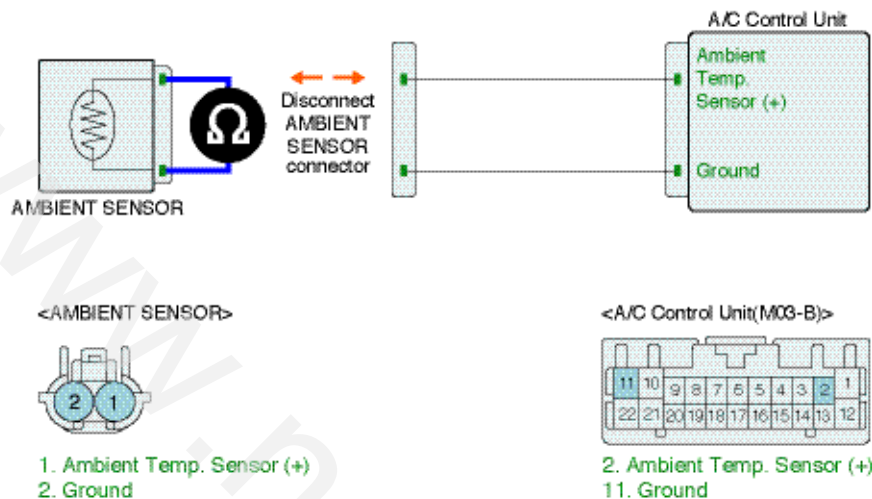 A/C Control Unit
Ambient
Temp.
Sensor (+)
Ground
Ω
Disconnect
AMBIENT
SENSOR
connector
AMBIENT SENSOR
<AMBIENT SENSOR>
2 1
1. Ambient Temp. Sensor (+)
2. Ground
<A/C Control Unit(M03-B)>
11 10 9 8 7 6 5 4 3 2 1
22 21 20 19 18 17 16 15 14 13 12
2. Ambient Temp. Sensor (+)
11. Ground
www.